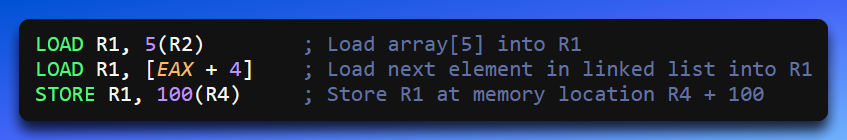 LOAD R1, 5(R2)        ; Load array[5] into R1
LOAD R1, [EAX + 4]    ; Load next element in linked list into R1
STORE R1, 100(R4)     ; Store R1 at memory location R4 + 100